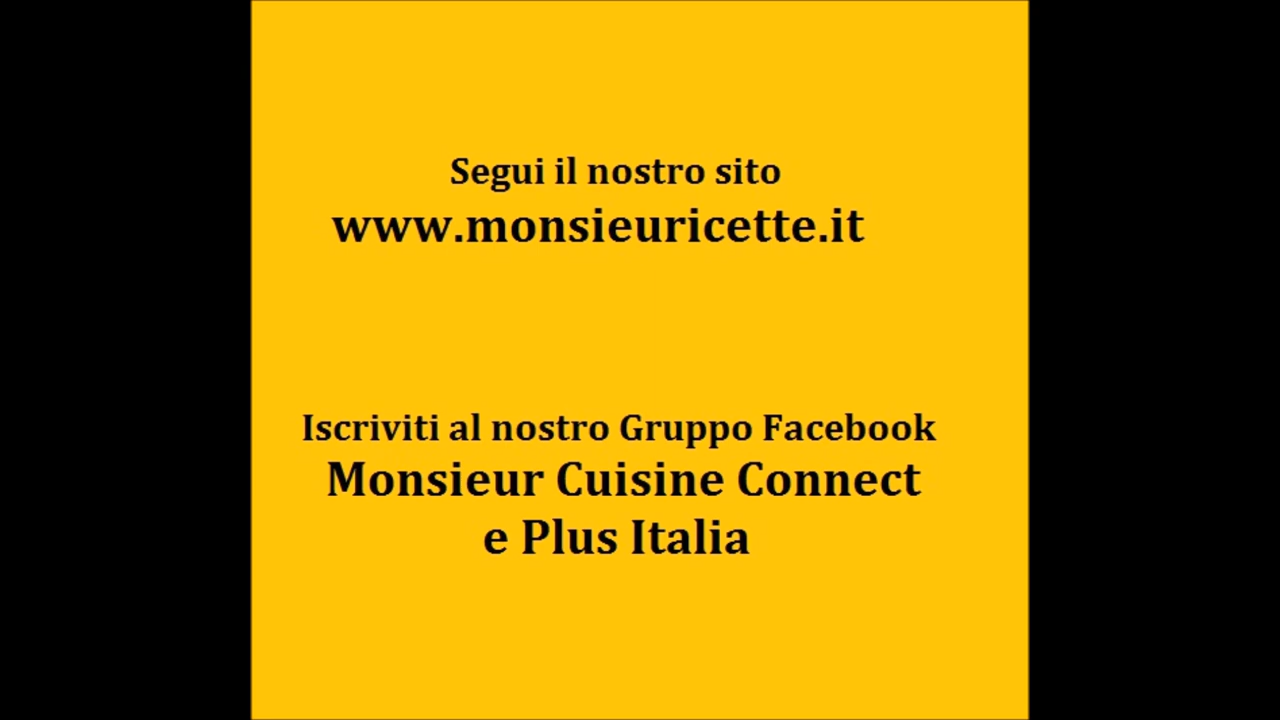 Segui il nostro sito
www.monsieuricette.it
Iscriviti al nostro Gruppo Facebook
Monsieur Cuisine Connect
e Plus Italia